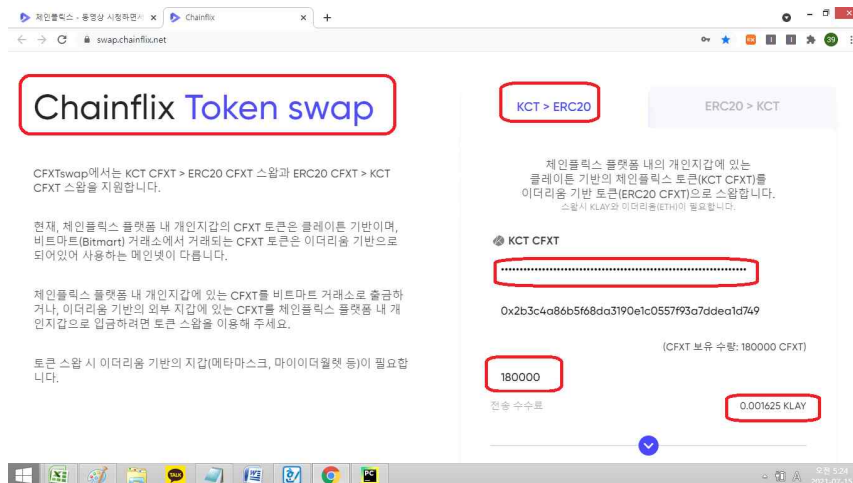 체인플릭스 - 동영상 시청하면서
Chainflix
swap.chainflix.net
39
Chainflix Token swap
CFXTswap에서는 KCT CFXT > ERC20 CFXT 스왑과 ERC20 CFXT > KCT
CFXT 스왑을 지원합니다.
현재, 체인플릭스 플랫폼 내 개인지갑의 CFXT 토큰은 클레이튼 기반이며,
비트마트(Bitmart) 거래소에서 거래되는 CFXT 토큰은 이더리움 기반으로
되어있어 사용하는 메인넷이 다릅니다.
체인플릭스 플랫폼 내 개인지갑에 있는 CFXT를 비트마트 거래소로 출금하
거나, 이더리움 기반의 외부 지갑에 있는 CFXT를 체인플릭스 플랫폼 내 개
인지갑으로 입금하려면 토큰 스왑을 이용해 주세요.
토큰 스왑 시 이더리움 기반의 지갑(메타마스크, 마이이더월렛 등)이 필요합
니다.
KCT > ERC20
ERC20 > KCT
체인플릭스 플랫폼 내의 개인지갑에 있는
클레이튼 기반의 체인플릭스 토큰(KCT CFXT)를
이더리움 기반 토큰(ERC20 CFXT)으로 스왑합니다.
스왑시 KLAY와 이더리움(ETH)이 필요합니다.
KCT CFXT
0x2b3c4a86b5f68da3190e1c0557f93a7ddea1d749
(CFXT 보유 수량: 180000 CFXT)
180000
전송 수수료
0.001625 KLAY
TALK
PC
A
오전 5:24
2021-07-15